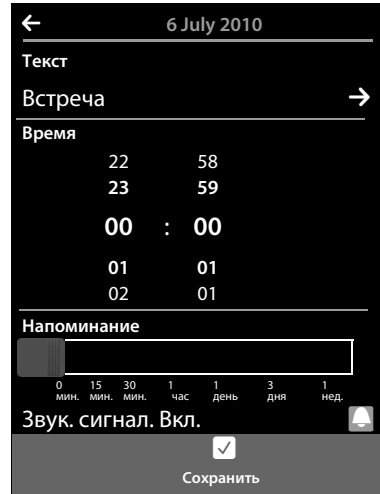 6 July 2010
Текст
Встреча
Время
22 58
23 59
00 : 00
01 01
02 01
Напоминание
0 15 30 1 1 3 1
мин. мин. мин. час день дня нед.
Звук. сигнал. Вкл.
Сохранить